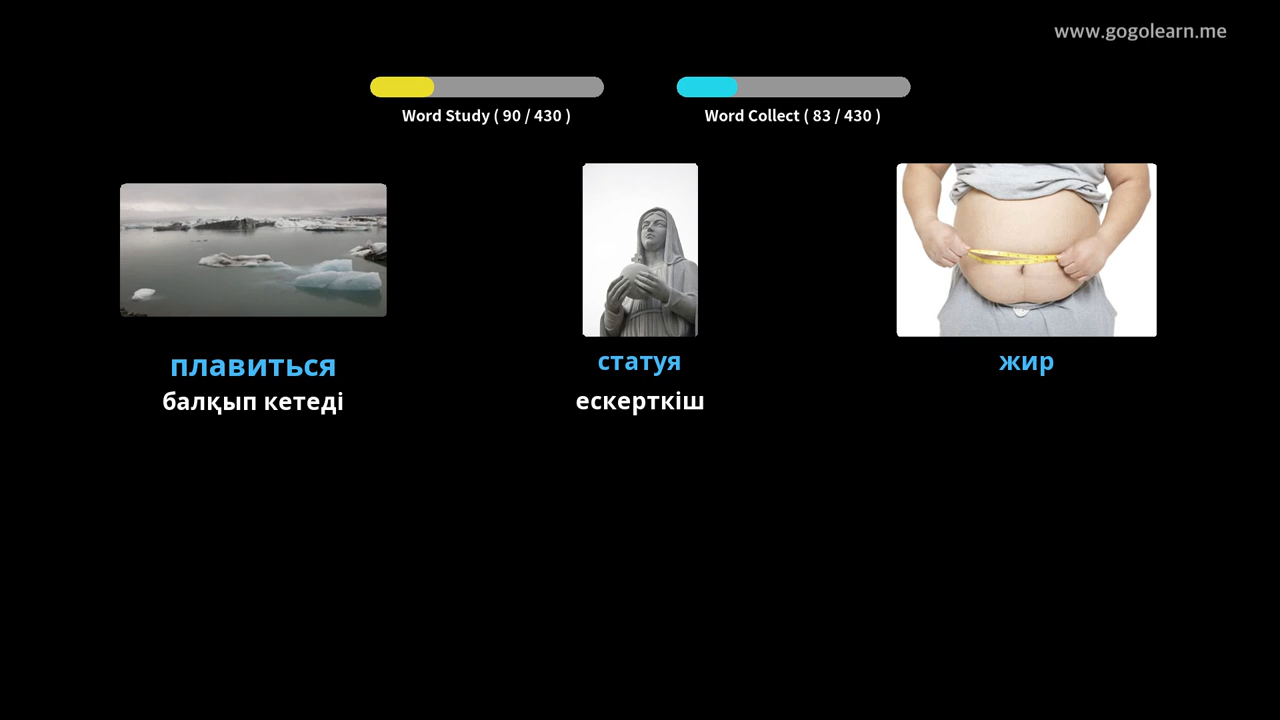 www.gogolearn.me
Word Study ( 90 / 430 )
Word Collect ( 83 / 430 )
плавиться
балқып кетеді
статуя
ескерткіш
жир